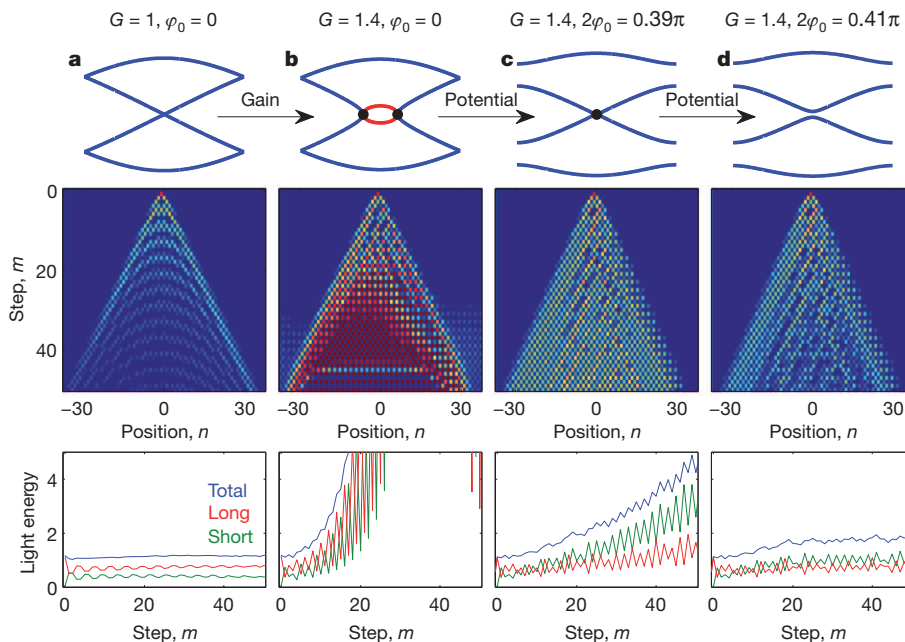 G = 1, φ₀ = 0
G = 1.4, φ₀ = 0
G = 1.4, 2φ₀ = 0.39π
G = 1.4, 2φ₀ = 0.41π
a
b
c
d
Gain
Potential
Potential
Step, m
0
20
40
−30 0 30
−30 0 30
−30 0 30
−30 0 30
Position, n
Position, n
Position, n
Position, n
Light energy
4
2
0
Total
Long
Short
0 20 40
0 20 40
0 20 40
0 20 40
Step, m
Step, m
Step, m
Step, m